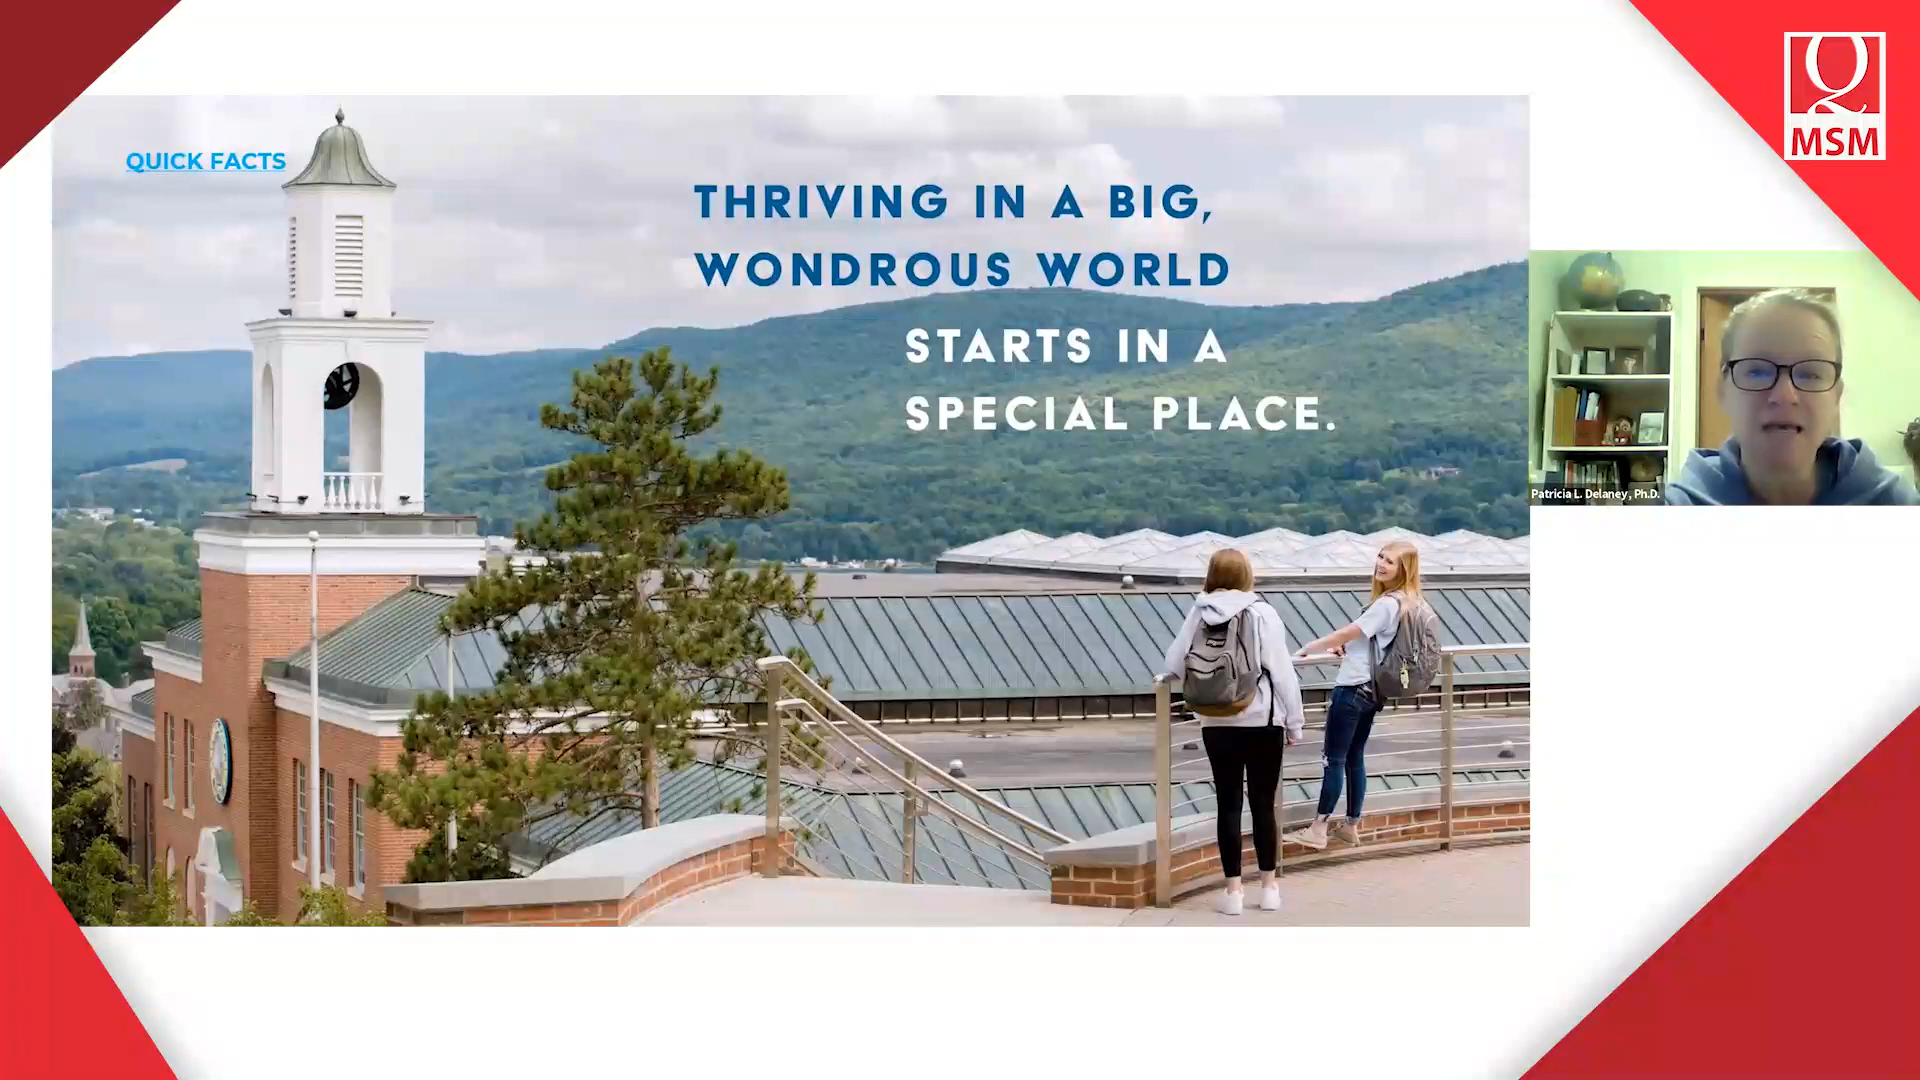 QUICK FACTS
THRIVING IN A BIG,
WONDROUS WORLD
STARTS IN A
SPECIAL PLACE.
Q
MSM
Patricia L. Delaney, Ph.D.